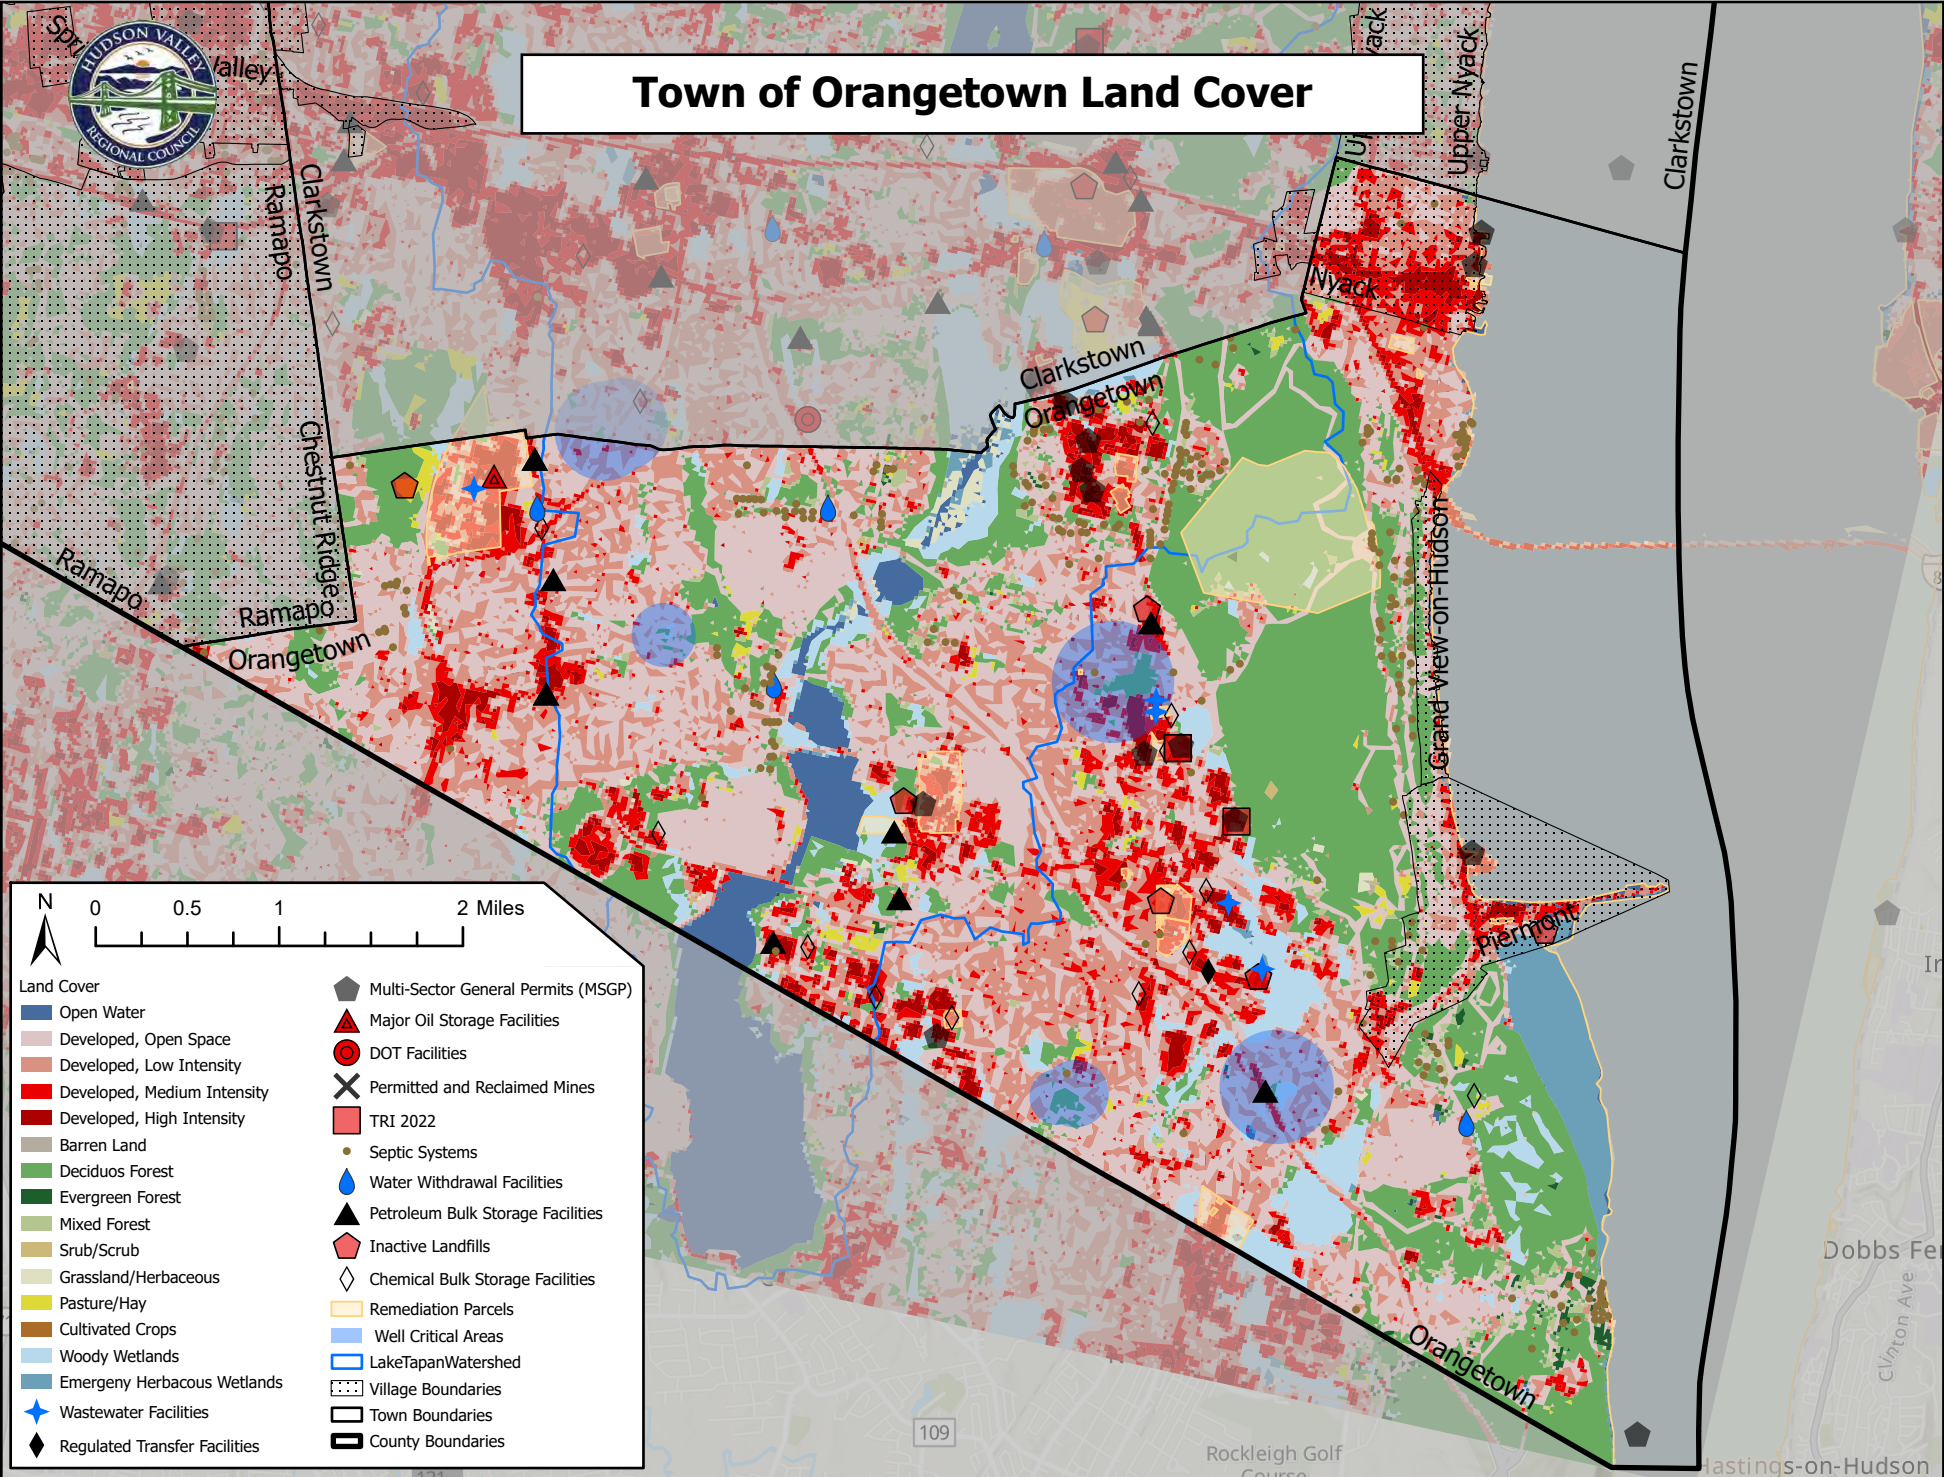 Town of Orangetown Land Cover
HUDSON VALLEY
REGIONAL COUNCIL
Valley
Upper Nyack
Clarkstown
Clarkstown
Ramapo
Nyack
Clarkstown
Orangetown
Chestnut Ridge
Ramapo
Ramapo
Orangetown
Grand View-on-Hudson
Piermont
Orangetown
Dobbs Fer
Clinton Ave
109
Rockleigh Golf
Course
Hastings-on-Hudson
N
0 0.5 1 2 Miles
Land Cover
Open Water
Developed, Open Space
Developed, Low Intensity
Developed, Medium Intensity
Developed, High Intensity
Barren Land
Deciduos Forest
Evergreen Forest
Mixed Forest
Srub/Scrub
Grassland/Herbaceous
Pasture/Hay
Cultivated Crops
Woody Wetlands
Emergeny Herbacous Wetlands
Wastewater Facilities
Regulated Transfer Facilities
Multi-Sector General Permits (MSGP)
Major Oil Storage Facilities
DOT Facilities
Permitted and Reclaimed Mines
TRI 2022
Septic Systems
Water Withdrawal Facilities
Petroleum Bulk Storage Facilities
Inactive Landfills
Chemical Bulk Storage Facilities
Remediation Parcels
Well Critical Areas
LakeTapanWatershed
Village Boundaries
Town Boundaries
County Boundaries